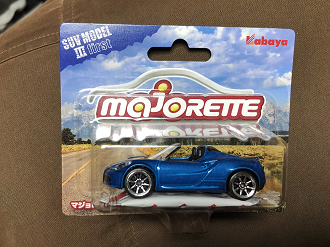 SUV MODEL
III first
Kabaya
majorette
マジョ